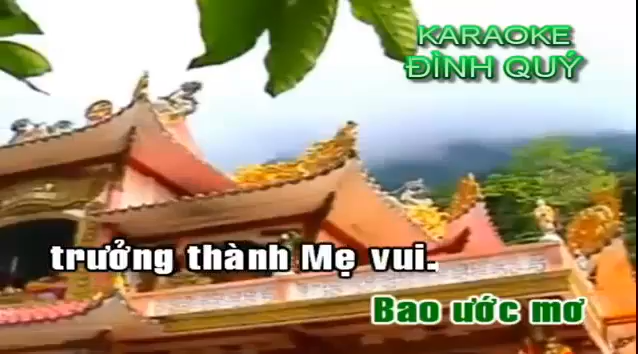 KARAOKE
ĐÌNH QUÝ
trưởng thành Mẹ vui.
Bao ước mơ